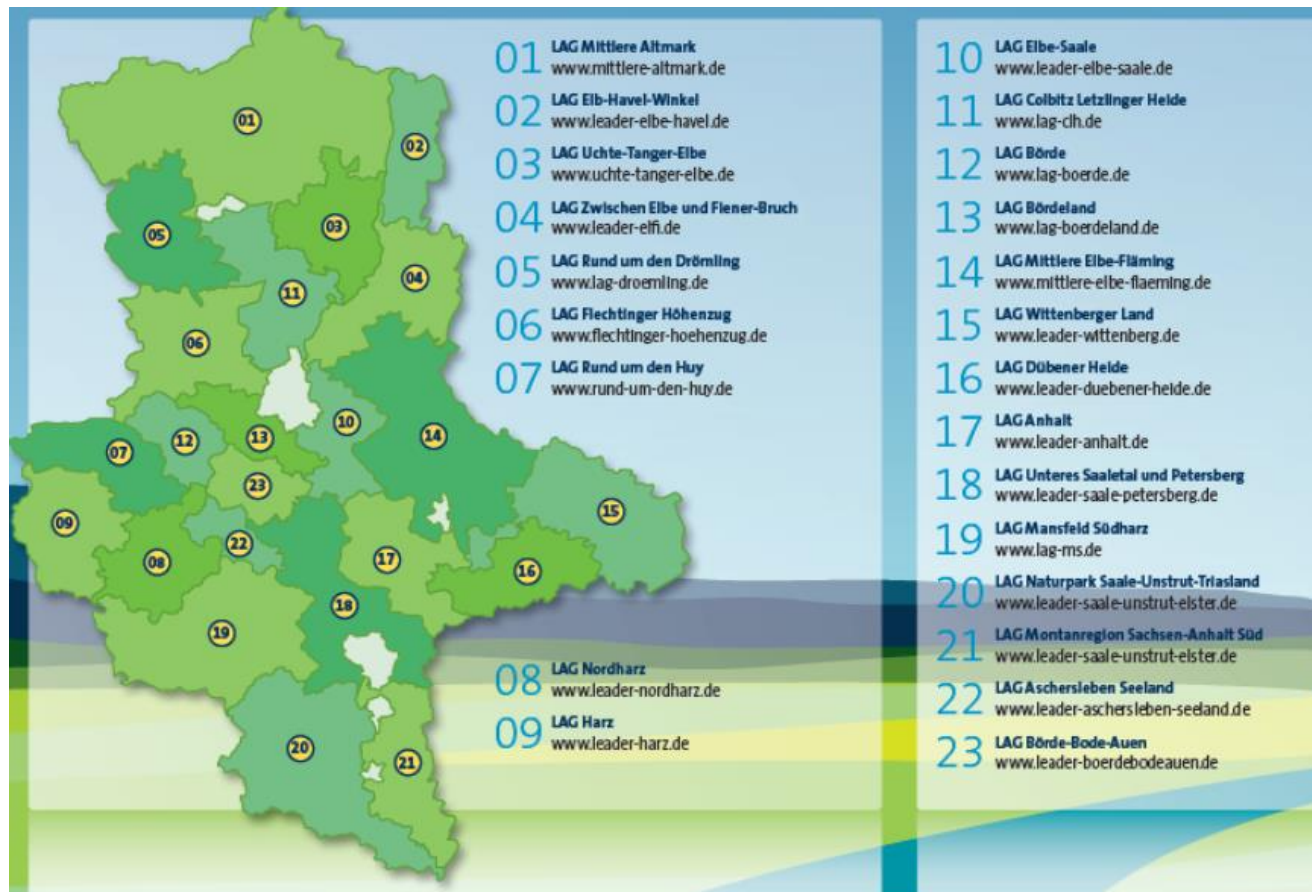 01
02
03
05
04
11
06
10
14
12
13
07
23
15
09
22
17
08
16
18
19
20
21
01 LAG Mittlere Altmark
www.mittlere-altmark.de
02 LAG Elb-Havel-Winkel
www.leader-elbe-havel.de
03 LAG Uchte-Tanger-Elbe
www.uchte-tanger-elbe.de
04 LAG Zwischen Elbe und Fiener-Bruch
www.leader-elfi.de
05 LAG Rund um den Drömling
www.lag-droemling.de
06 LAG Flechtinger Höhenzug
www.flechtinger-hoehenzug.de
07 LAG Rund um den Huy
www.rund-um-den-huy.de
08 LAG Nordharz
www.leader-nordharz.de
09 LAG Harz
www.leader-harz.de
10 LAG Elbe-Saale
www.leader-elbe-saale.de
11 LAG Colbitz Letzlinger Heide
www.lag-clh.de
12 LAG Börde
www.lag-boerde.de
13 LAG Bördeland
www.lag-boerdeland.de
14 LAG Mittlere Elbe-Fläming
www.mittlere-elbe-flaeming.de
15 LAG Wittenberger Land
www.leader-wittenberg.de
16 LAG Dübener Heide
www.leader-duebener-heide.de
17 LAG Anhalt
www.leader-anhalt.de
18 LAG Unteres Saaletal und Petersberg
www.leader-saale-petersberg.de
19 LAG Mansfeld Südharz
www.lag-ms.de
20 LAG Naturpark Saale-Unstrut-Triasland
www.leader-saale-unstrut-elster.de
21 LAG Montanregion Sachsen-Anhalt Süd
www.leader-saale-unstrut-elster.de
22 LAG Aschersleben Seeland
www.leader-aschersleben-seeland.de
23 LAG Börde-Bode-Auen
www.leader-boerdebodeauen.de